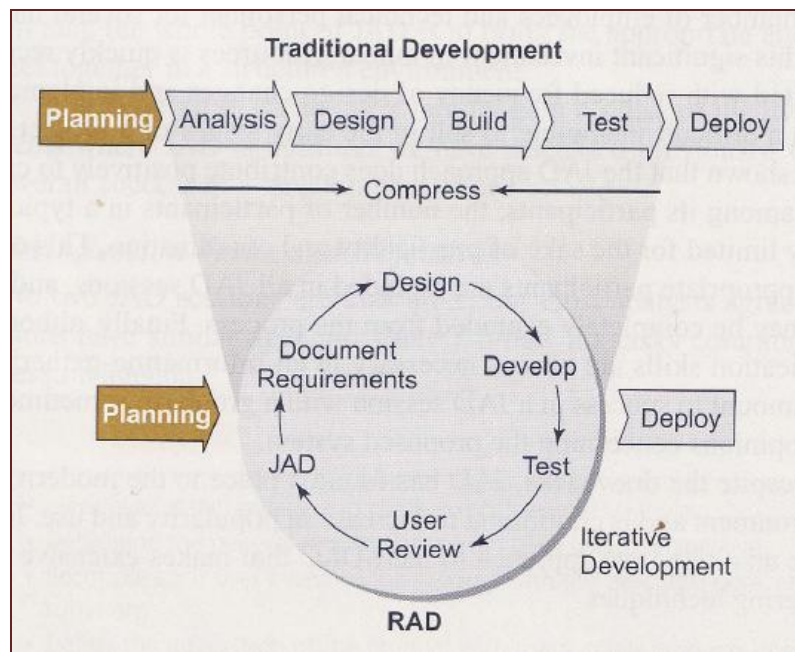 Traditional Development
Planning
Analysis
Design
Build
Test
Deploy
Compress
Design
Document
Requirements
Develop
Planning
Deploy
JAD
Test
User
Review
Iterative
Development
RAD